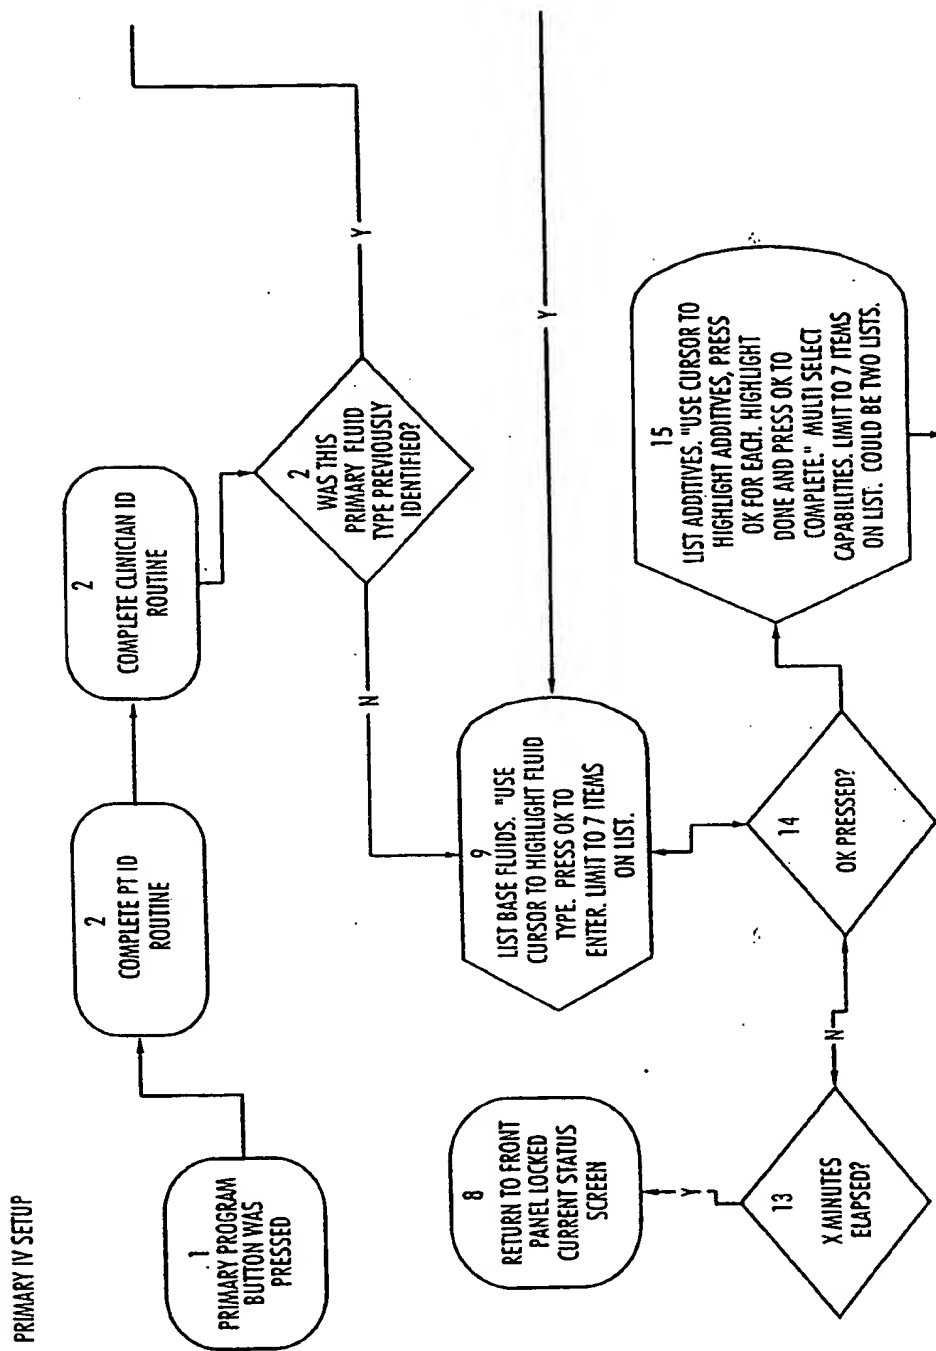 PRIMARY IV SETUP
1
PRIMARY PROGRAM
BUTTON WAS
PRESSED
2
COMPLETE PT ID
ROUTINE
2
COMPLETE CLINICIAN ID
ROUTINE
2
WAS THIS
PRIMARY FLUID
TYPE PREVIOUSLY
IDENTIFIED?
Y
N
9
LIST BASE FLUIDS. "USE
CURSOR TO HIGHLIGHT FLUID
TYPE. PRESS OK TO
ENTER. LIMIT TO 7 ITEMS
ON LIST.
Y
8
RETURN TO FRONT
PANEL LOCKED
CURRENT STATUS
SCREEN
Y
13
X MINUTES
ELAPSED?
N
14
OK PRESSED?
15
LIST ADDITIVES. "USE CURSOR TO
HIGHLIGHT ADDITIVES, PRESS
OK FOR EACH. HIGHLIGHT
DONE AND PRESS OK TO
COMPLETE." MULTI SELECT
CAPABILITIES. LIMIT TO 7 ITEMS
ON LIST. COULD BE TWO LISTS.